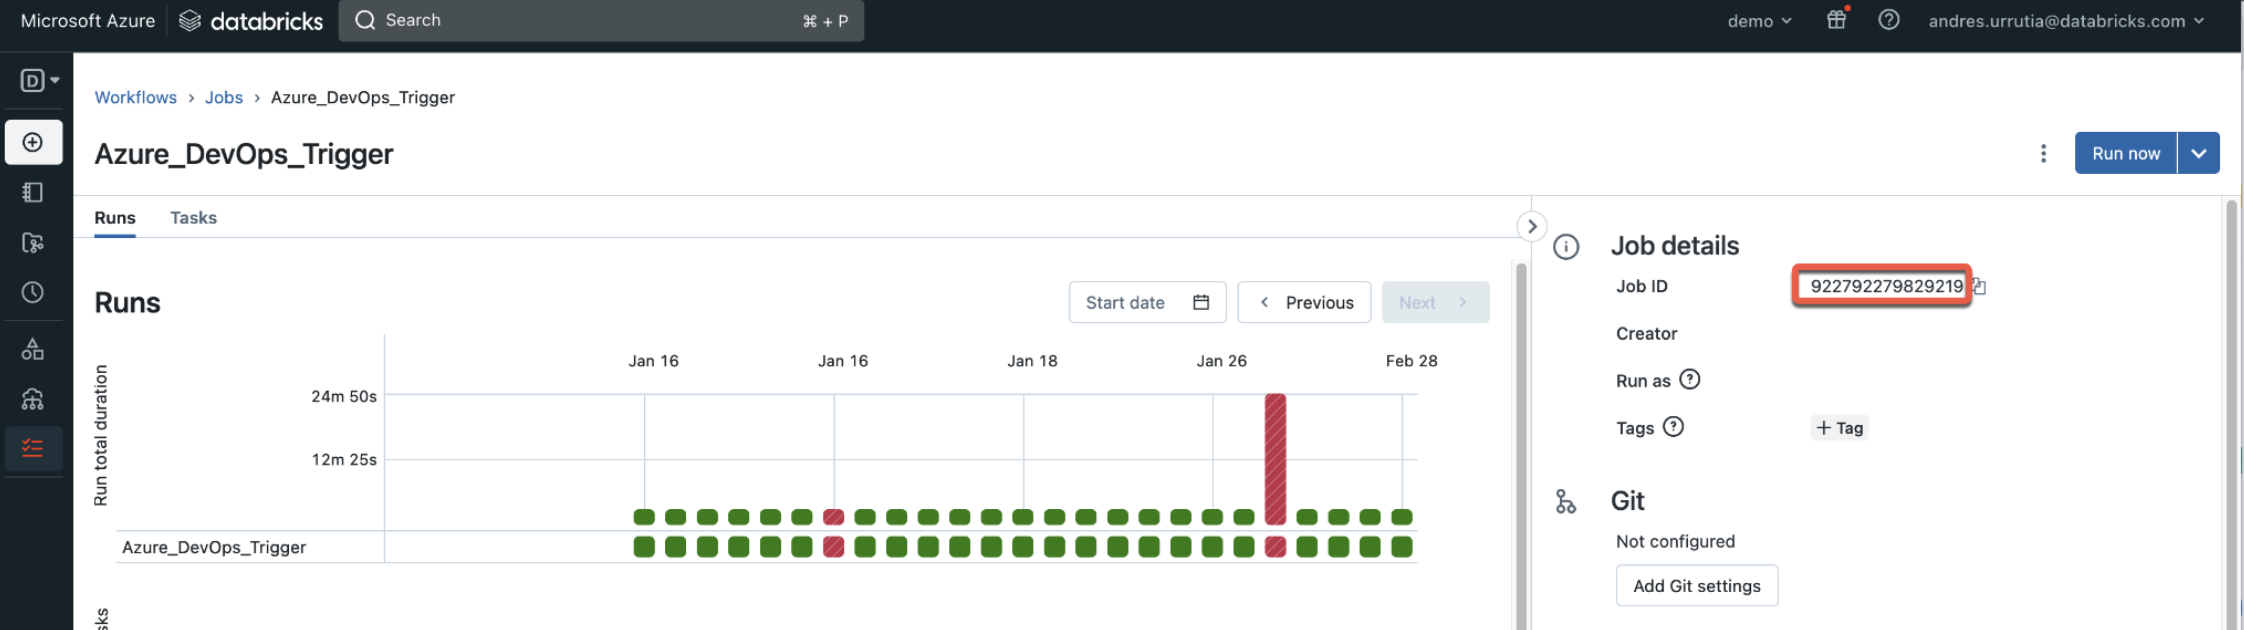 Microsoft Azure databricks Search ⌘ + P demo andres.urrutia@databricks.com
D
Workflows › Jobs › Azure_DevOps_Trigger
Azure_DevOps_Trigger
Run now
Runs Tasks
Runs
Start date
Previous
Next
Jan 16 Jan 16 Jan 18 Jan 26 Feb 28
24m 50s
12m 25s
Run total duration
Azure_DevOps_Trigger
Job details
Job ID 922792279829219
Creator
Run as ?
Tags ? + Tag
Git
Not configured
Add Git settings